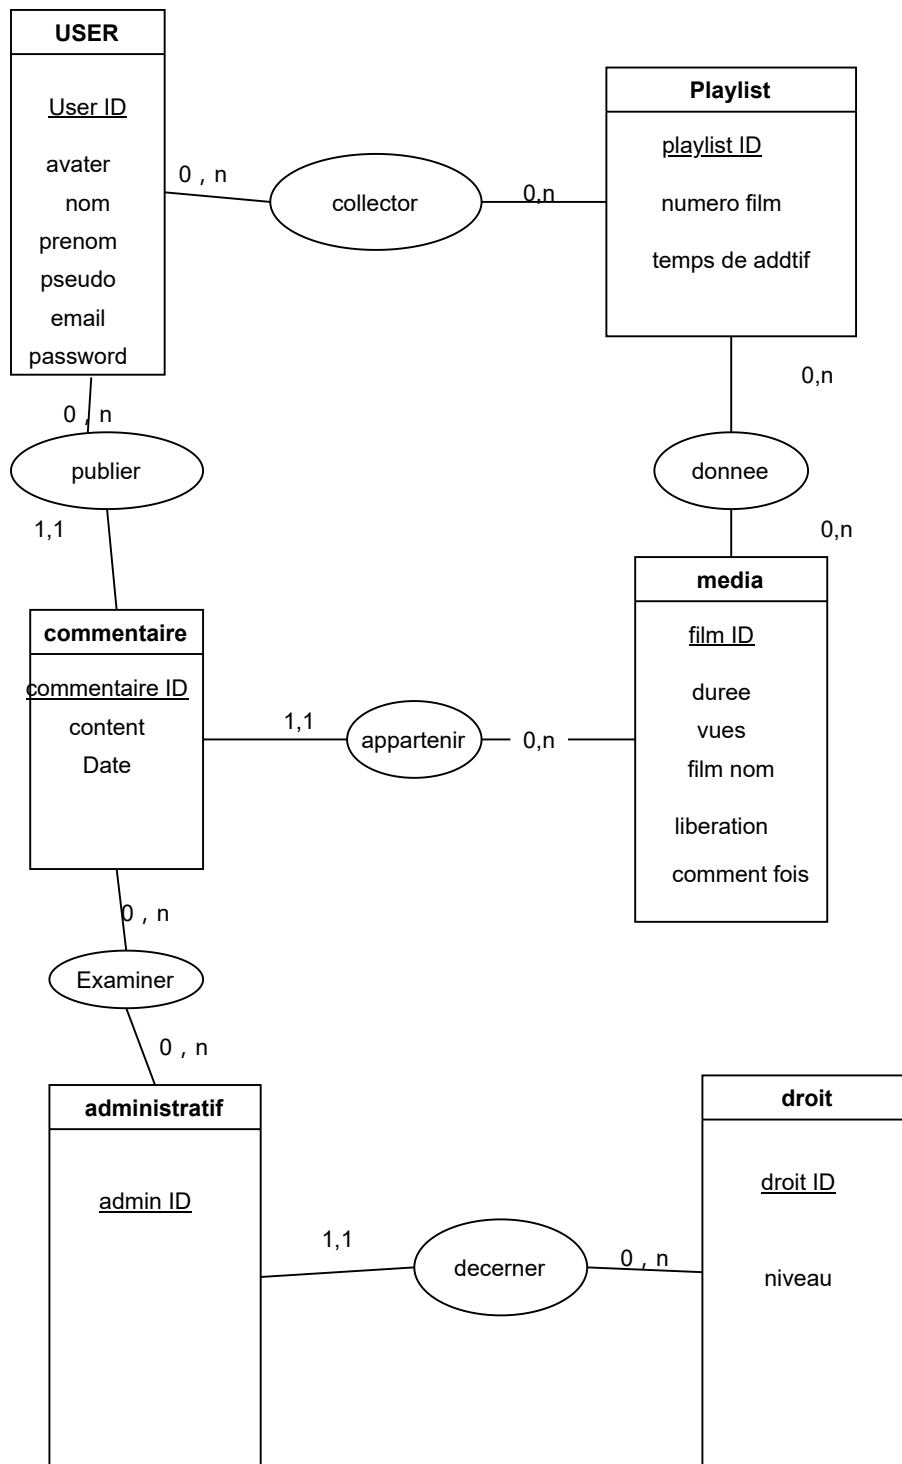 USER
User ID
avater
nom
prenom
pseudo
email
password
0 , n
collector
0,n
Playlist
playlist ID
numero film
temps de addtif
0 , n
publier
1,1
0,n
donnee
0,n
commentaire
commentaire ID
content
Date
1,1
appartenir
0,n
media
film ID
duree
vues
film nom
liberation
comment fois
0 , n
Examiner
0 , n
administratif
admin ID
1,1
decerner
0 , n
droit
droit ID
niveau